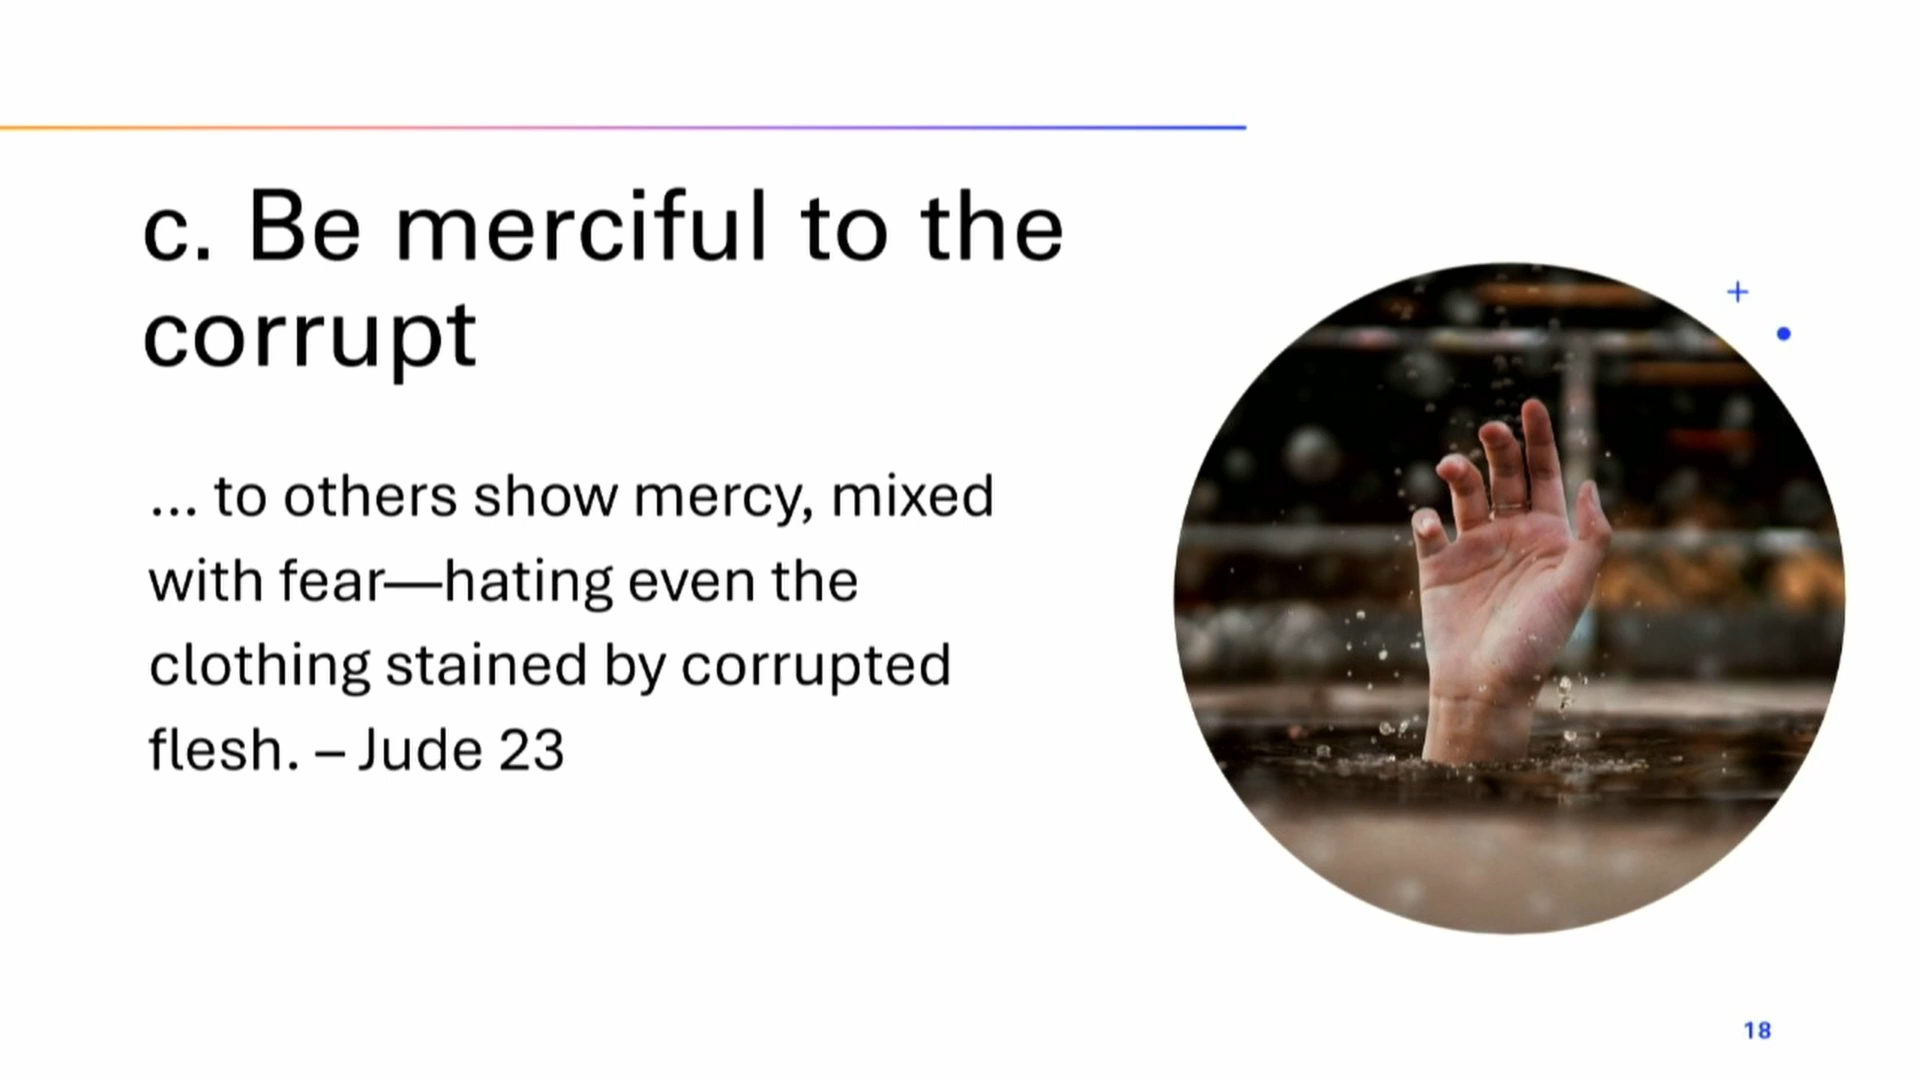 c. Be merciful to the
corrupt
... to others show mercy, mixed
with fear—hating even the
clothing stained by corrupted
flesh. – Jude 23
18